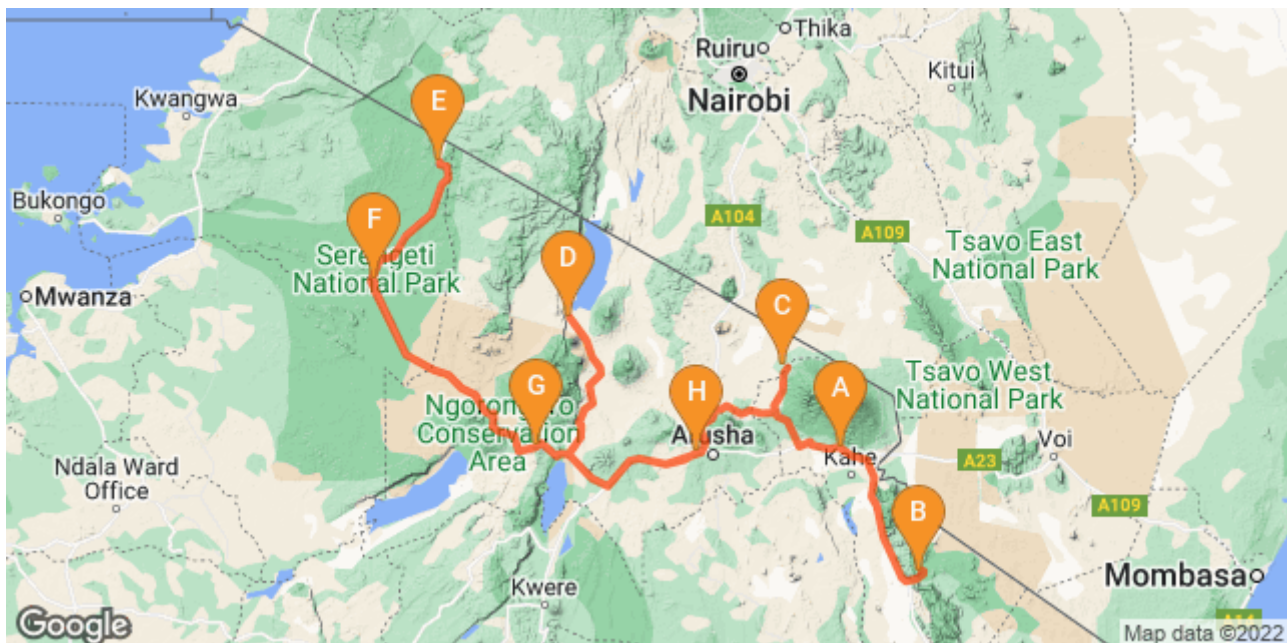 Thika
Ruiru
Kitui
Nairobi
Kwangwa
E
Bukongo
A104
F
A109
Tsavo East
National Park
Serengeti
National Park
D
Mwanza
C
Tsavo West
National Park
G
H
A
Ngorongoro
Conservation
Area
Arusha
Voi
Kahe
A23
Ndala Ward
Office
A109
B
Kwere
Mombasa
Google
Map data ©2022